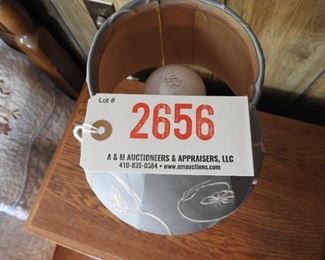 Lot #
2656
A & M AUCTIONEERS & APPRAISERS, LLC
410-835-0384 • www.amauctions.com